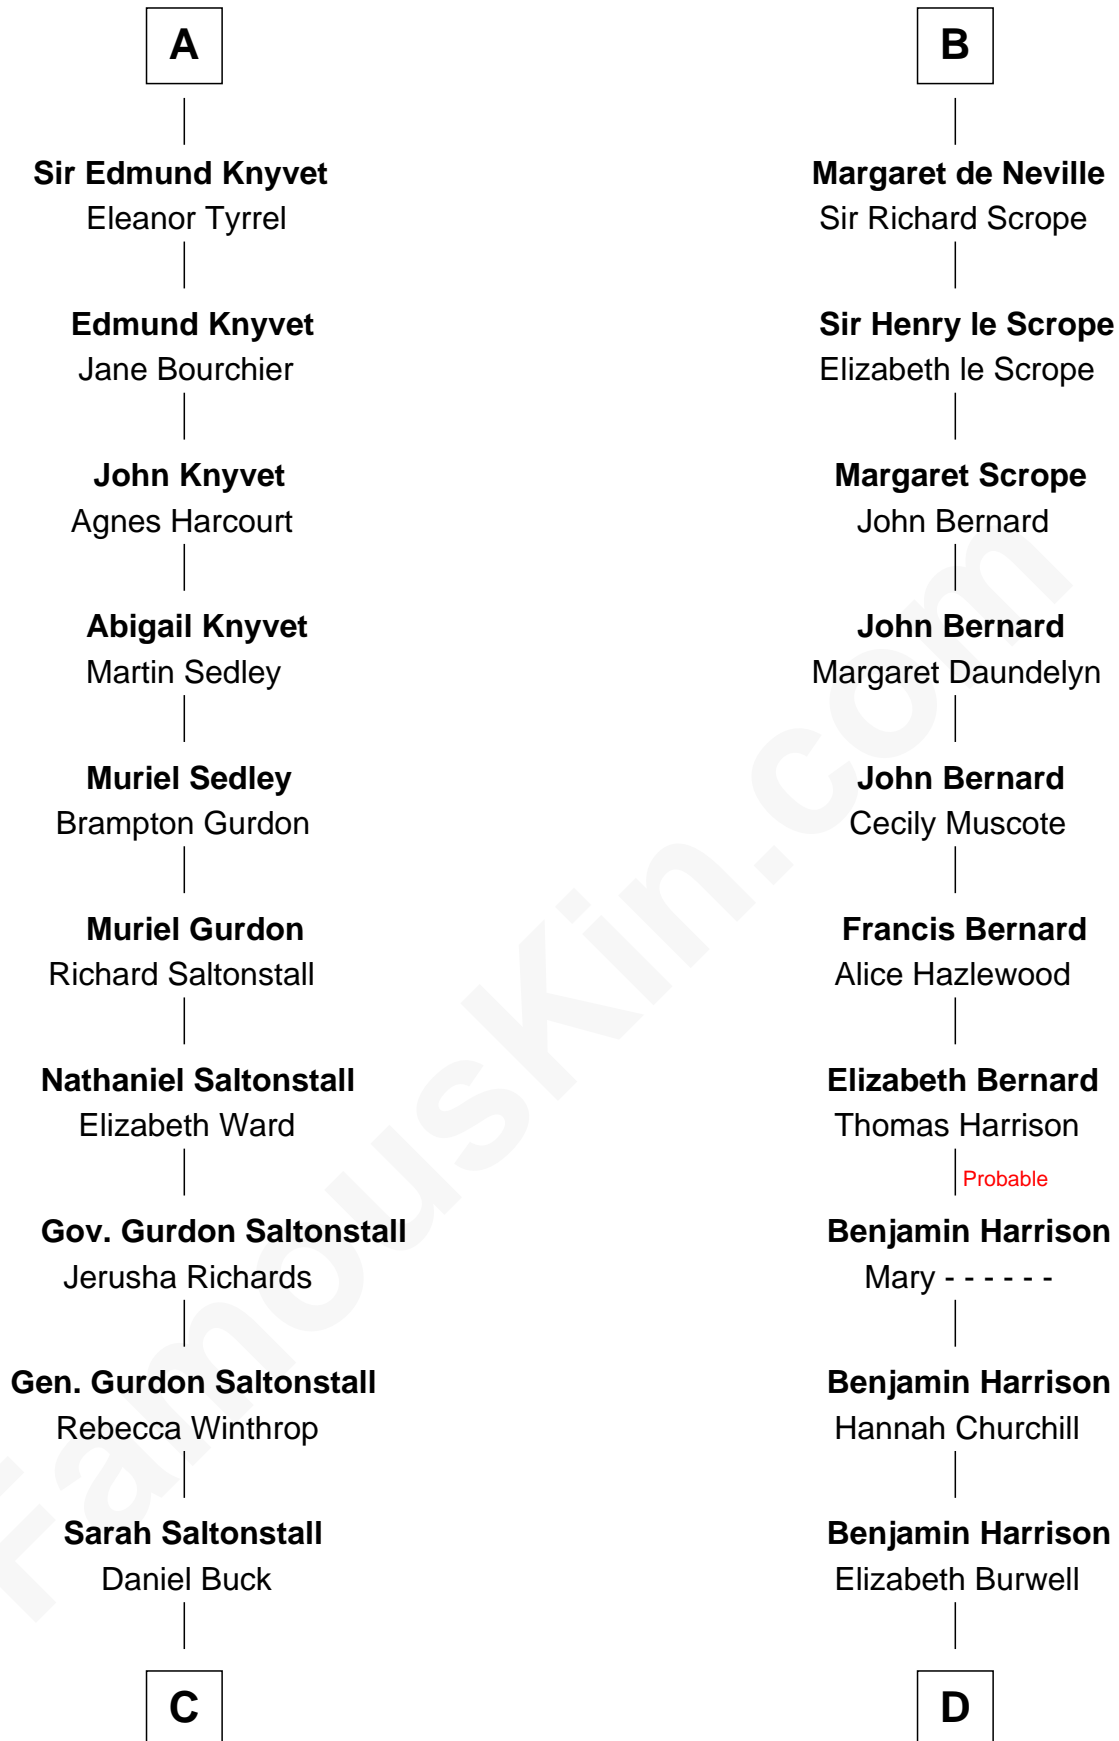 A
Sir Edmund Knyvet
Eleanor Tyrrel
Edmund Knyvet
Jane Bourchier
John Knyvet
Agnes Harcourt
Abigail Knyvet
Martin Sedley
Muriel Sedley
Brampton Gurdon
Muriel Gurdon
Richard Saltonstall
Nathaniel Saltonstall
Elizabeth Ward
Gov. Gurdon Saltonstall
Jerusha Richards
Gen. Gurdon Saltonstall
Rebecca Winthrop
Sarah Saltonstall
Daniel Buck
C
B
Margaret de Neville
Sir Richard Scrope
Sir Henry le Scrope
Elizabeth le Scrope
Margaret Scrope
John Bernard
John Bernard
Margaret Daundelyn
John Bernard
Cecily Muscote
Francis Bernard
Alice Hazlewood
Elizabeth Bernard
Thomas Harrison
Probable
Benjamin Harrison
Mary - - - - - -
Benjamin Harrison
Hannah Churchill
Benjamin Harrison
Elizabeth Burwell
D
FamousKin.com